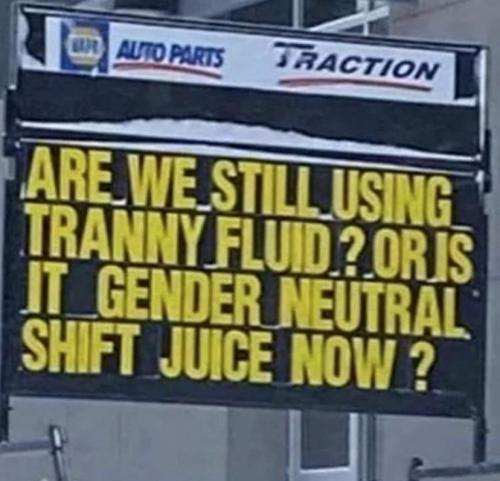 NAPA AUTO PARTS TRACTION
ARE WE STILL USING
TRANNY FLUID ? OR IS
IT GENDER NEUTRAL
SHIFT JUICE NOW ?